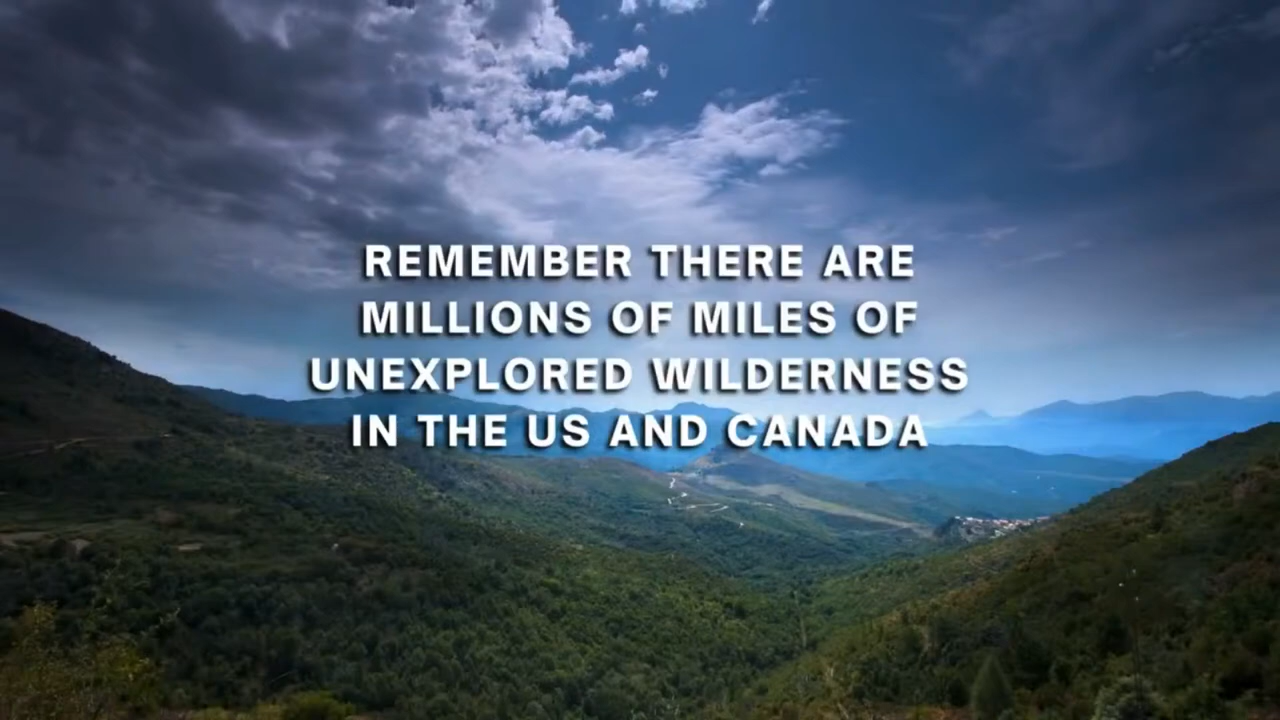 REMEMBER THERE ARE
MILLIONS OF MILES OF
UNEXPLORED WILDERNESS
IN THE US AND CANADA